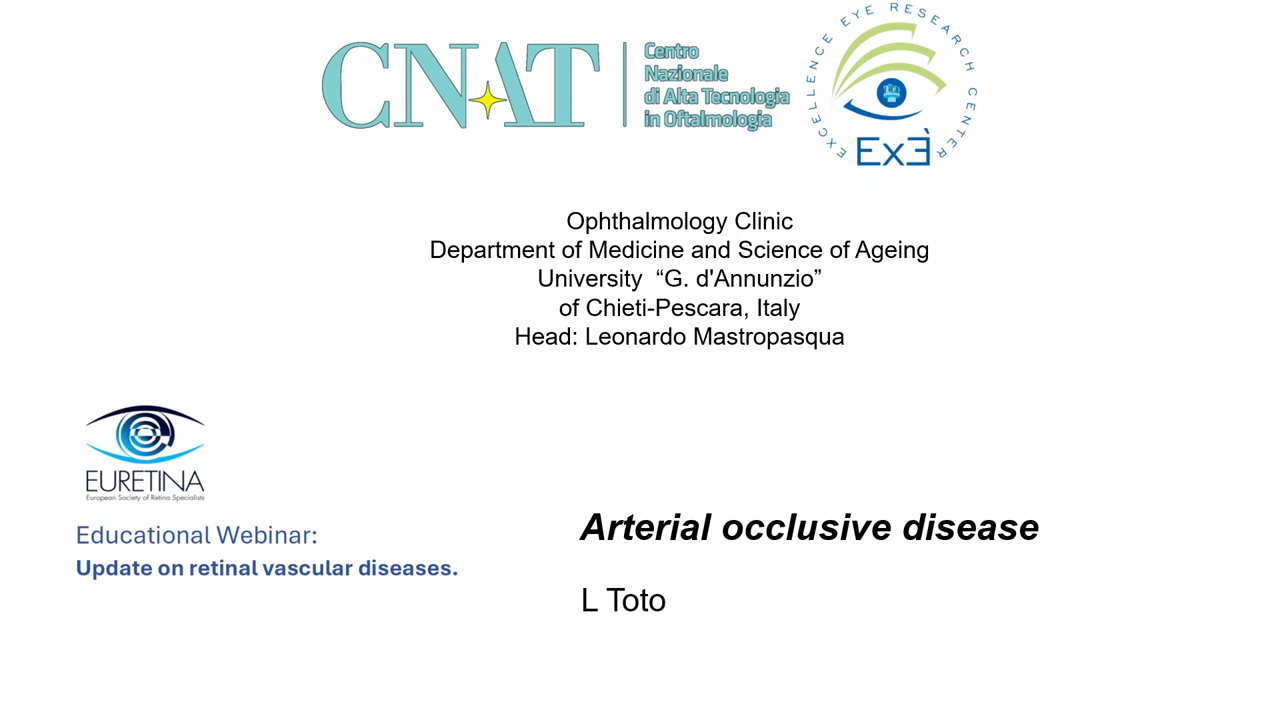 CNAT
Centro
Nazionale
di Alta Tecnologia
in Oftalmologia
EXCELLENCE EYE RESEARCH CENTER
ExÈ
Ophthalmology Clinic
Department of Medicine and Science of Ageing
University “G. d'Annunzio”
of Chieti-Pescara, Italy
Head: Leonardo Mastropasqua
EURETINA
European Society of Retina Specialists
Educational Webinar:
Update on retinal vascular diseases.
Arterial occlusive disease
L Toto